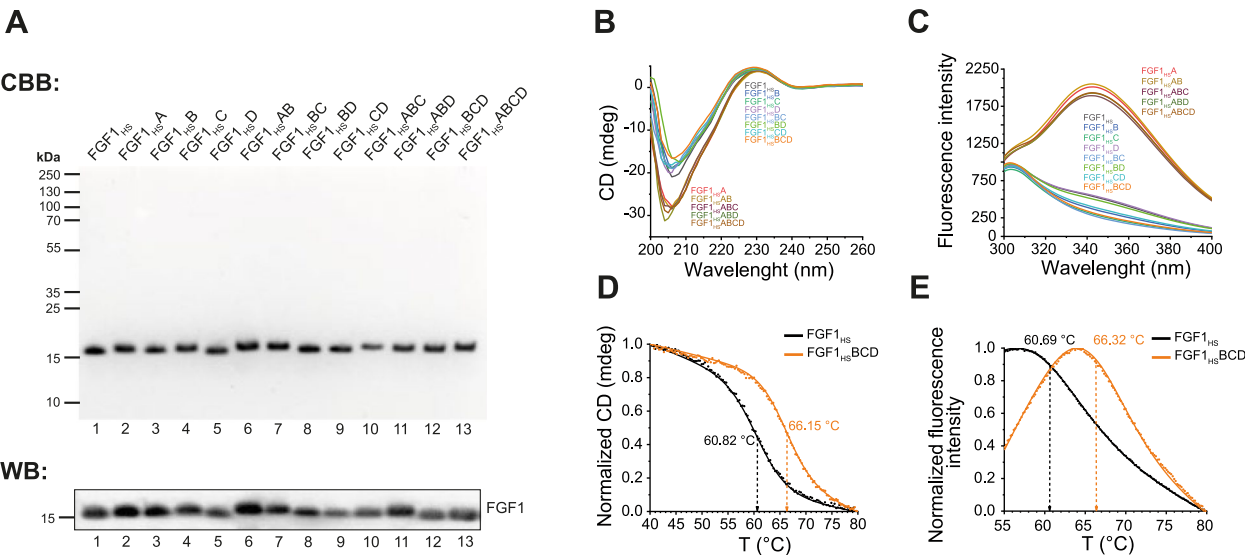 A
CBB:
FGF1HS
FGF1HSA
FGF1HSB
FGF1HSC
FGF1HSD
FGF1HSAB
FGF1HSBC
FGF1HSBD
FGF1HSCD
FGF1HSABC
FGF1HSABD
FGF1HSBCD
FGF1HSABCD
kDa
250
130
100
70
55
35
25
15
10
1 2 3 4 5 6 7 8 9 10 11 12 13
WB:
15
FGF1
1 2 3 4 5 6 7 8 9 10 11 12 13
B
CD (mdeg)
0
-10
-20
-30
FGF1HS
FGF1HSB
FGF1HSC
FGF1HSD
FGF1HSBC
FGF1HSBD
FGF1HSCD
FGF1HSBCD
FGF1HSA
FGF1HSAB
FGF1HSABC
FGF1HSABD
FGF1HSABCD
200 210 220 230 240 250 260
Wavelenght (nm)
C
Fluorescence intensity
2250
1750
1250
750
250
0
FGF1HSA
FGF1HSAB
FGF1HSABC
FGF1HSABD
FGF1HSABCD
FGF1HS
FGF1HSB
FGF1HSC
FGF1HSD
FGF1HSBC
FGF1HSBD
FGF1HSCD
FGF1HSBCD
300 320 340 360 380 400
Wavelenght (nm)
D
Normalized CD (mdeg)
1.0
0.8
0.6
0.4
0.2
0.0
FGF1HS
FGF1HSBCD
66.15 °C
60.82 °C
40 45 50 55 60 65 70 75 80
T (°C)
E
Normalized fluorescence
intensity
1.0
0.8
0.6
0.4
0.2
0.0
60.69 °C 66.32 °C
FGF1HS
FGF1HSBCD
55 60 65 70 75 80
T (°C)